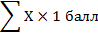 ∑ X × 1 балл